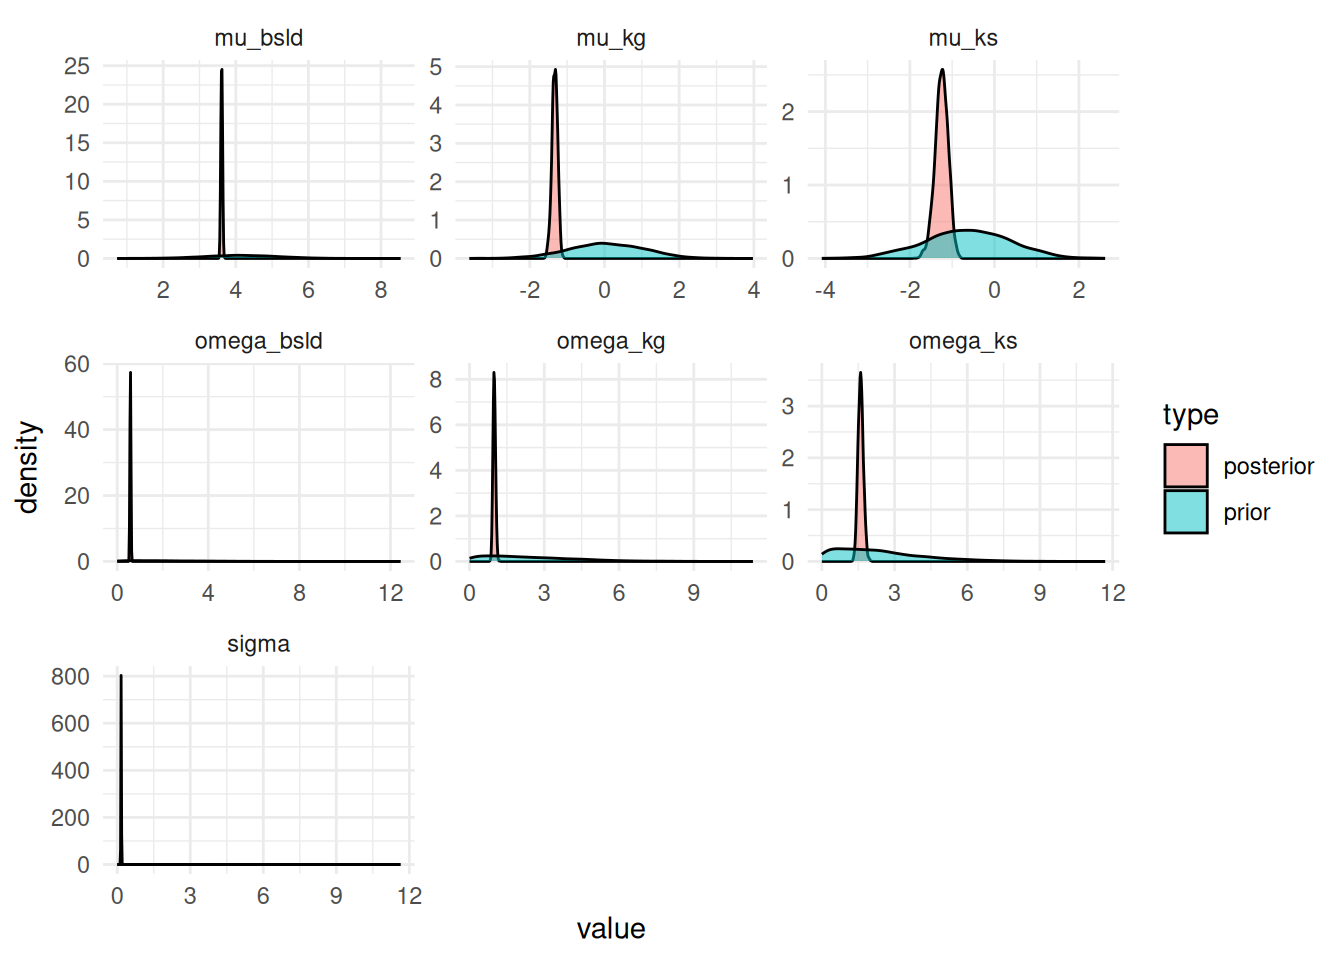 mu_bsld mu_kg mu_ks
25 20 15 10 5 0
5 4 3 2 1 0
2 1 0
2 4 6 8
-2 0 2 4
-4 -2 0 2
omega_bsld omega_kg omega_ks
60 40 20 0
8 6 4 2 0
3 2 1 0
0 4 8 12
0 3 6 9
0 3 6 9 12
density
type
posterior
prior
sigma
800
600
400
200
0
0 3 6 9 12
value